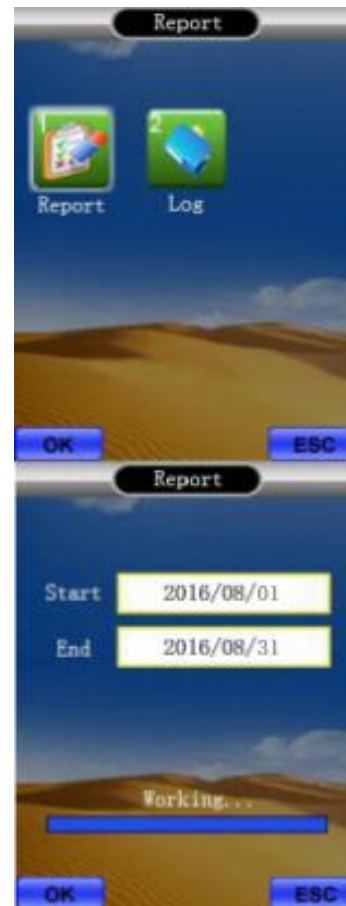 Report
1
2
Report Log
OK ESC
Report
Start 2016/08/01
End 2016/08/31
Working...
OK ESC